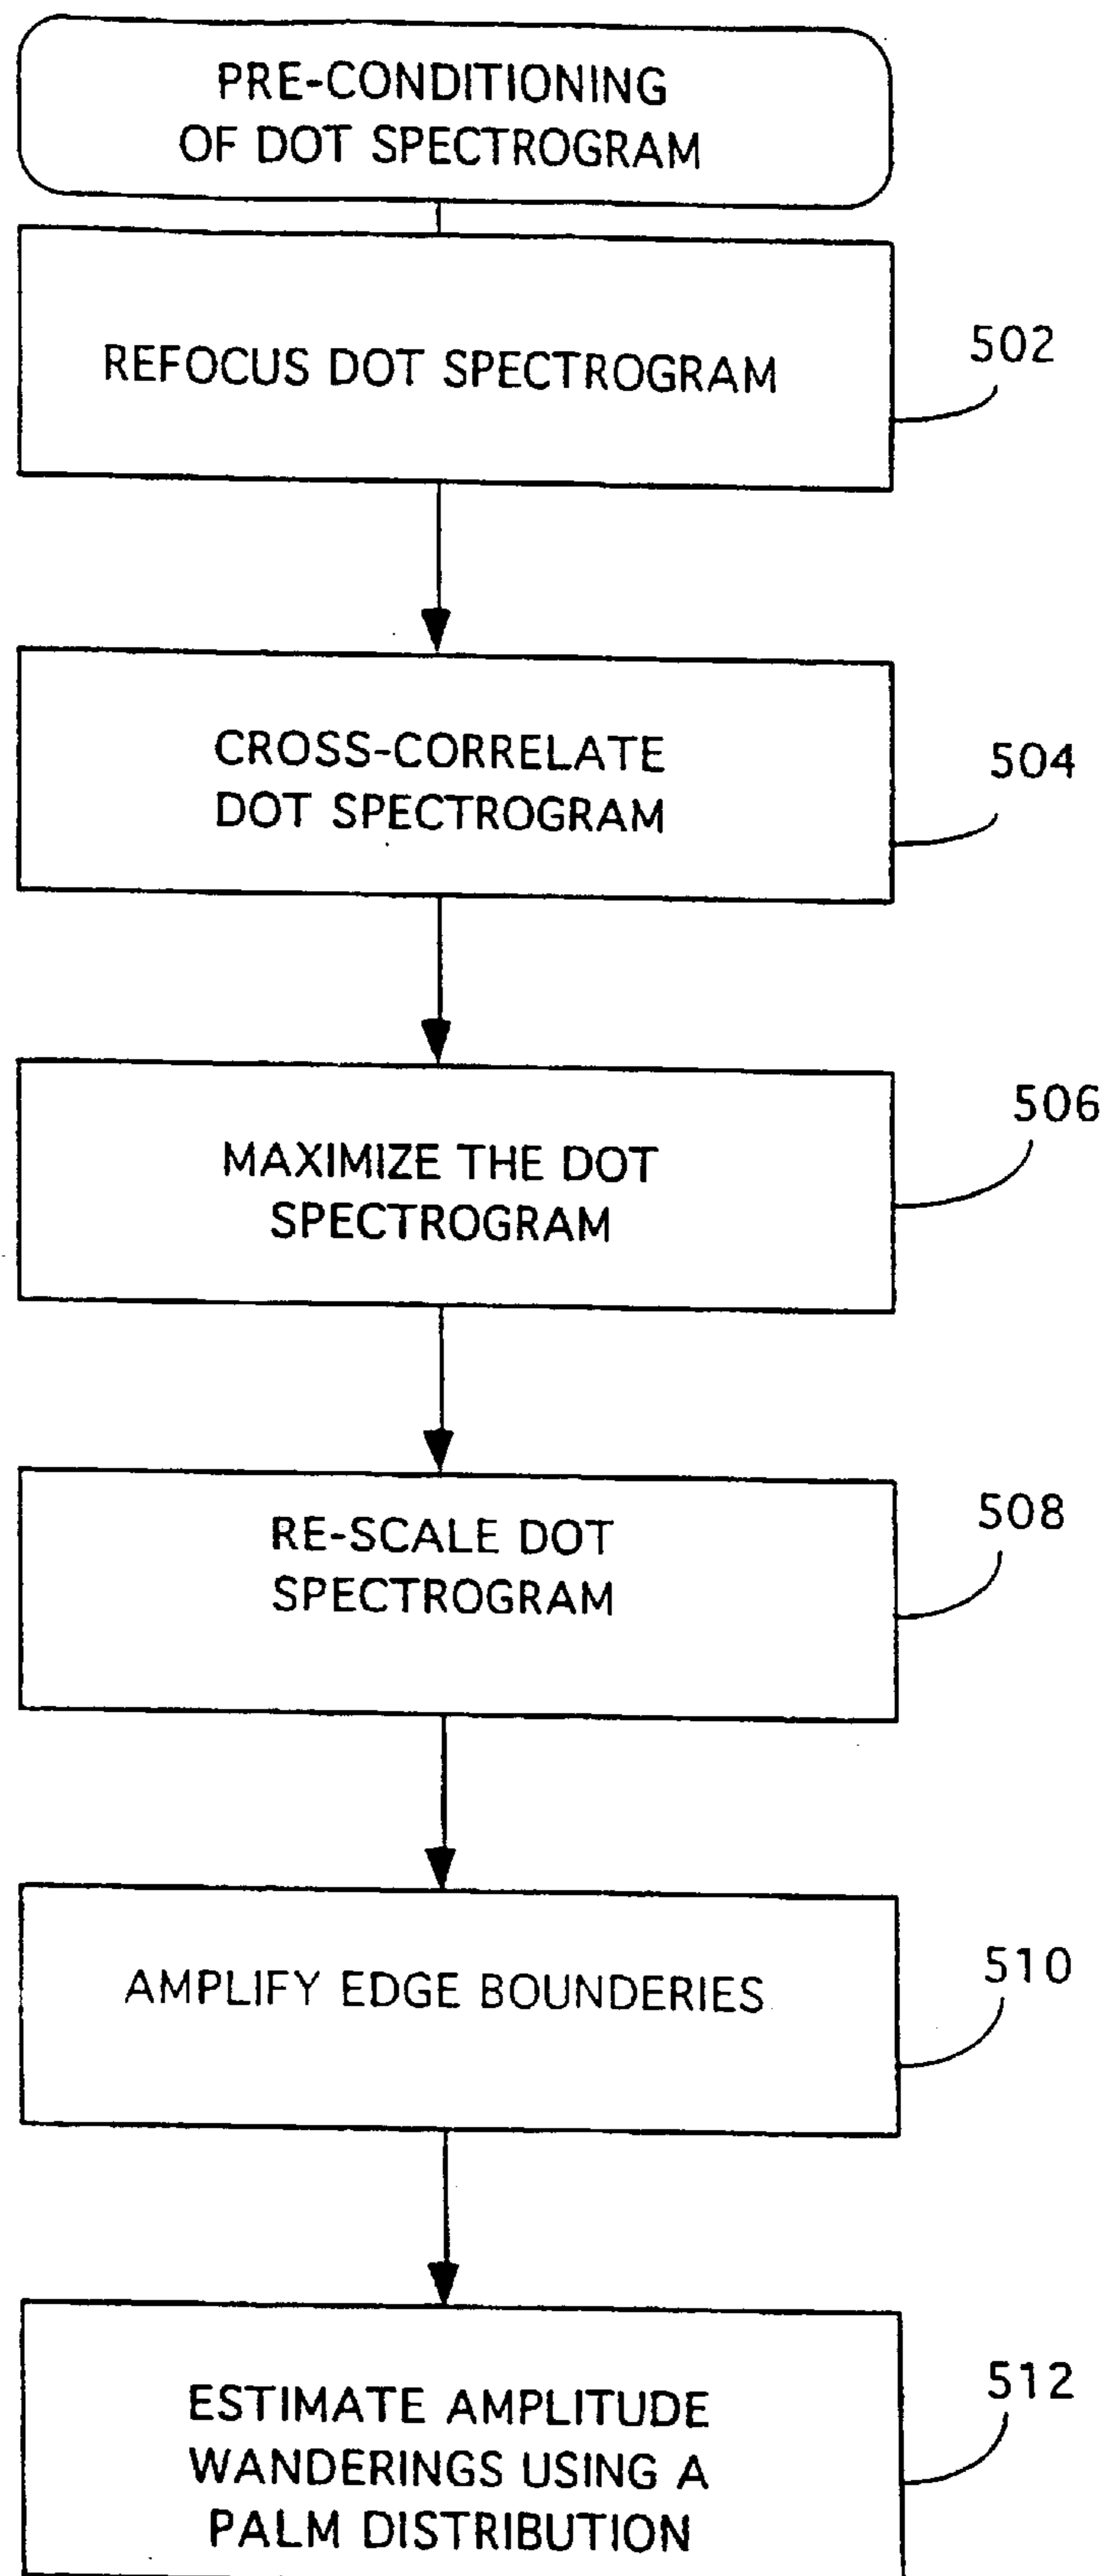 PRE-CONDITIONING
OF DOT SPECTROGRAM
REFOCUS DOT SPECTROGRAM
502
CROSS-CORRELATE
DOT SPECTROGRAM
504
MAXIMIZE THE DOT
SPECTROGRAM
506
RE-SCALE DOT
SPECTROGRAM
508
AMPLIFY EDGE BOUNDERIES
510
ESTIMATE AMPLITUDE
WANDERINGS USING A
PALM DISTRIBUTION
512